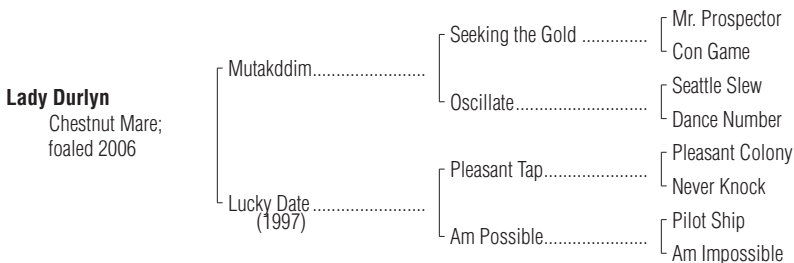 Mr. Prospector
Seeking the Gold ..............
Con Game
Mutakddim........................
Seattle Slew
Oscillate.............................
Dance Number
Lady Durlyn
Chestnut Mare;
foaled 2006
Pleasant Colony
Pleasant Tap......................
Never Knock
Lucky Date ........................
(1997)
Pilot Ship
Am Possible.......................
Am Impossible